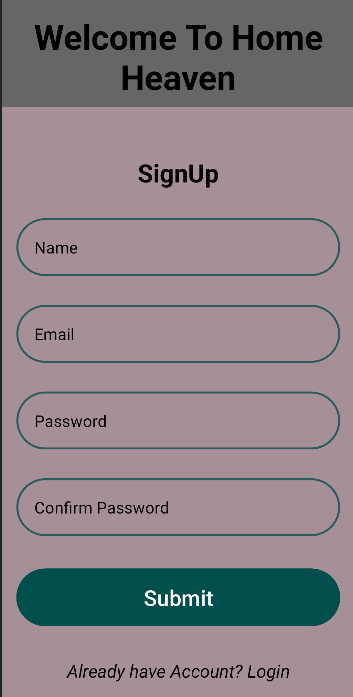 Welcome To Home
Heaven
SignUp
Name
Email
Password
Confirm Password
Submit
Already have Account? Login